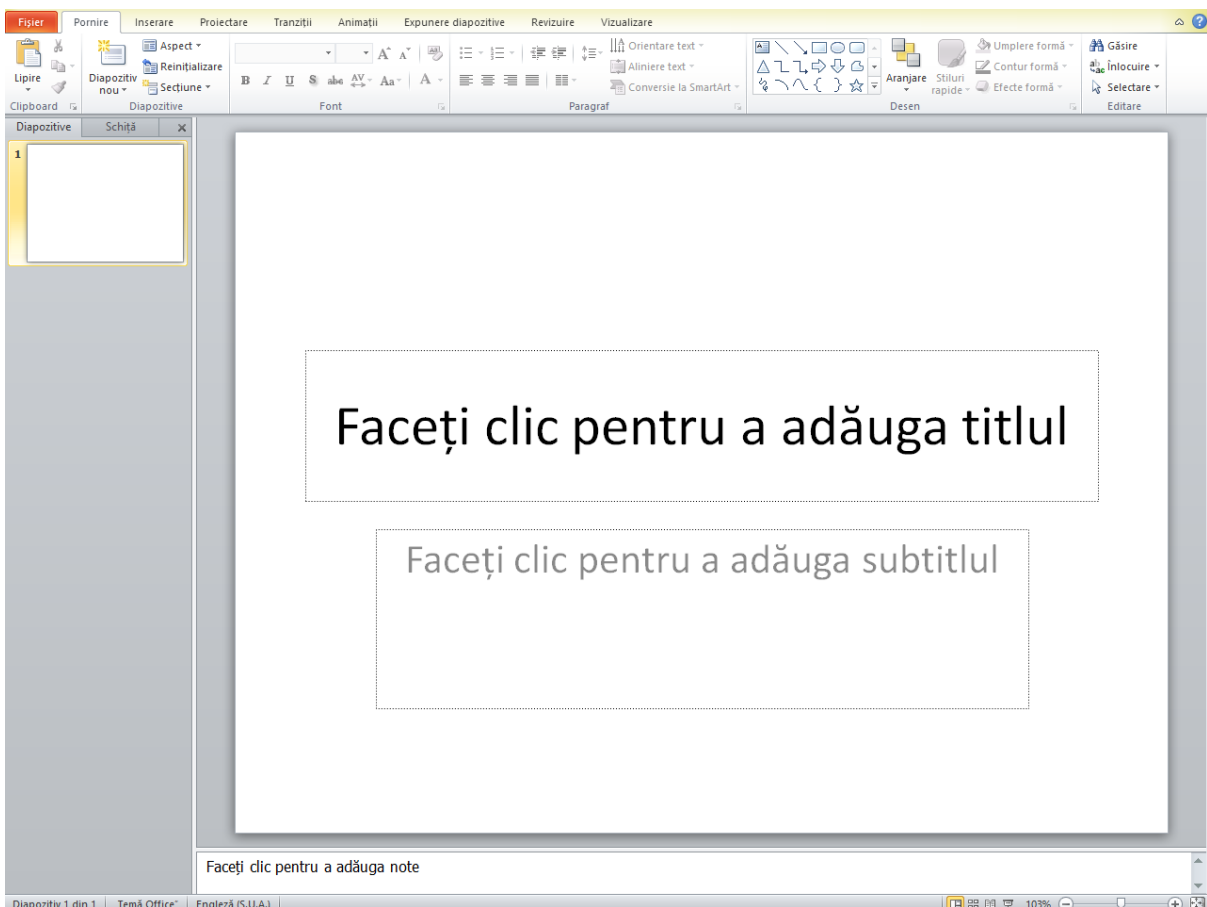 Fișier Pornire Inserare Proiectare Tranziții Animații Expunere diapozitive Revizuire Vizualizare
Lipire
Clipboard
Diapozitiv nou
Aspect
Reinițializare
Secțiune
Diapozitive
B I U S abc AV Aa A
Font
Orientare text
Aliniere text
Conversie la SmartArt
Paragraf
Aranjare
Stiluri rapide
Umplere formă
Contur formă
Efecte formă
Desen
Găsire
Înlocuire
Selectare
Editare
Diapozitive Schiță
1
Faceți clic pentru a adăuga titlul
Faceți clic pentru a adăuga subtitlul
Faceți clic pentru a adăuga note
Diapozitiv 1 din 1 Temă Office" Engleză (S.U.A.) 103%